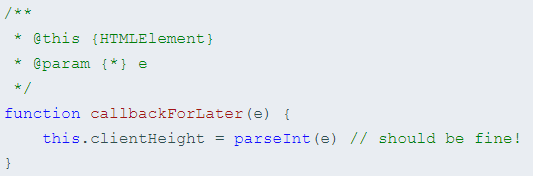 /**
 * @this {HTMLElement}
 * @param {*} e
 */
function callbackForLater(e) {
    this.clientHeight = parseInt(e) // should be fine!
}